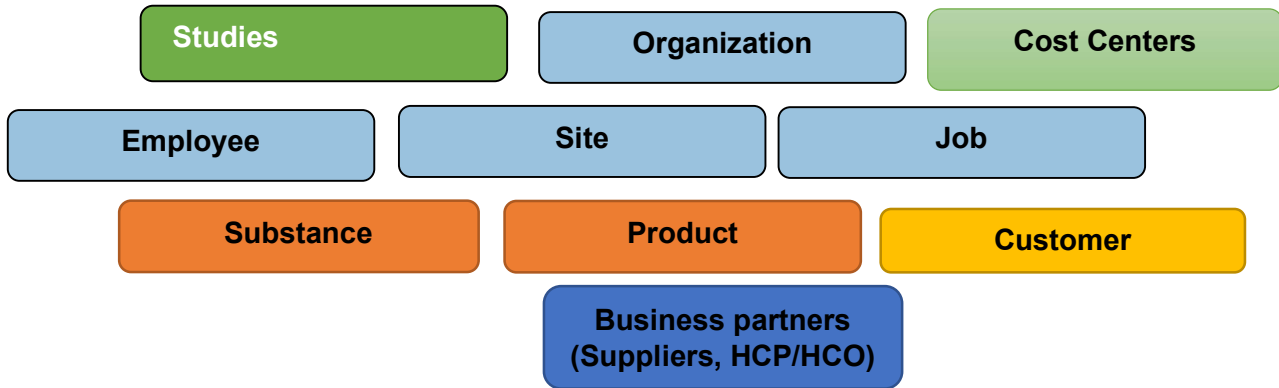 Studies
Organization
Cost Centers
Employee
Site
Job
Substance
Product
Customer
Business partners
(Suppliers, HCP/HCO)